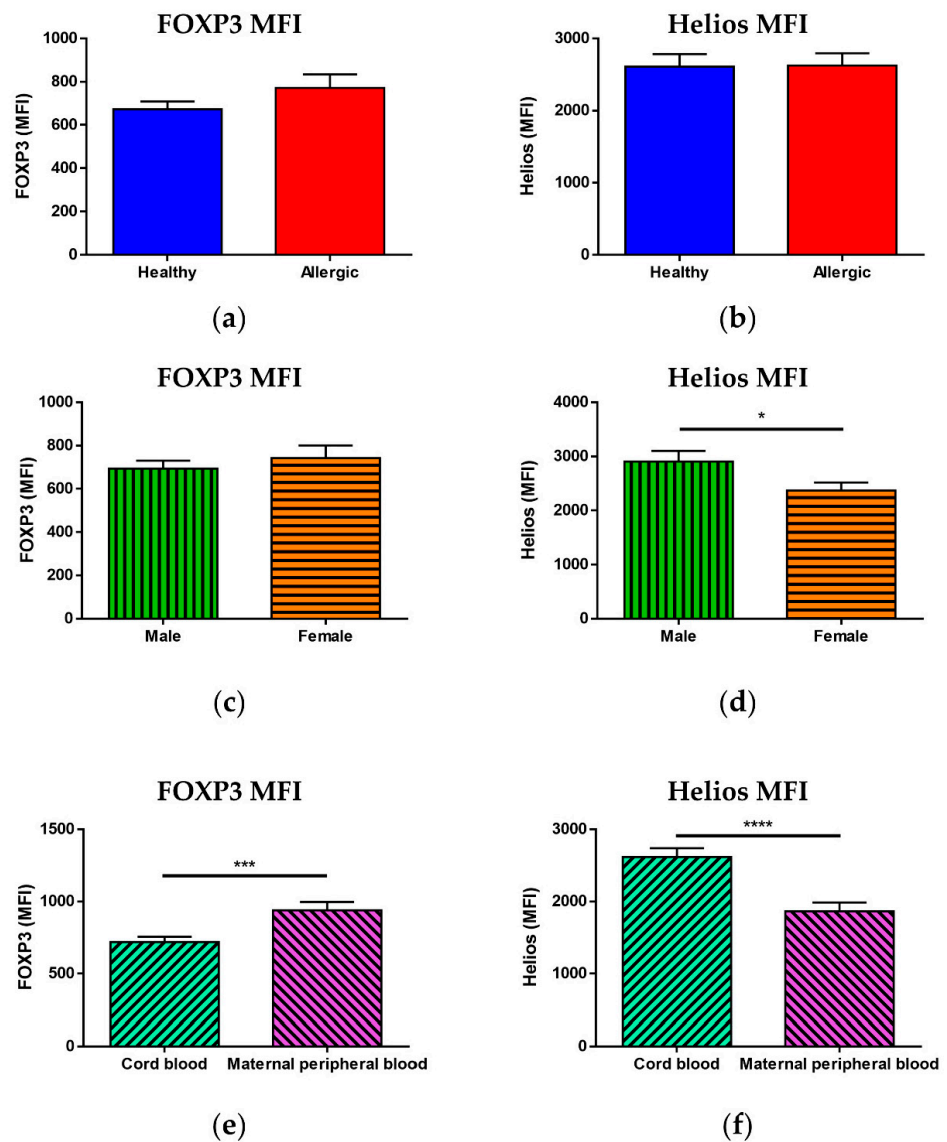 FOXP3 MFI
FOXP3 (MFI)
1000
800
600
400
200
0
Healthy Allergic
(a)
Helios MFI
Helios (MFI)
3000
2000
1000
0
Healthy Allergic
(b)
FOXP3 MFI
FOXP3 (MFI)
1000
800
600
400
200
0
Male Female
(c)
Helios MFI
Helios (MFI)
4000
3000
2000
1000
0
*
Male Female
(d)
FOXP3 MFI
FOXP3 (MFI)
1500
1000
500
0
***
Cord blood Maternal peripheral blood
(e)
Helios MFI
Helios (MFI)
3000
2000
1000
0
****
Cord blood Maternal peripheral blood
(f)